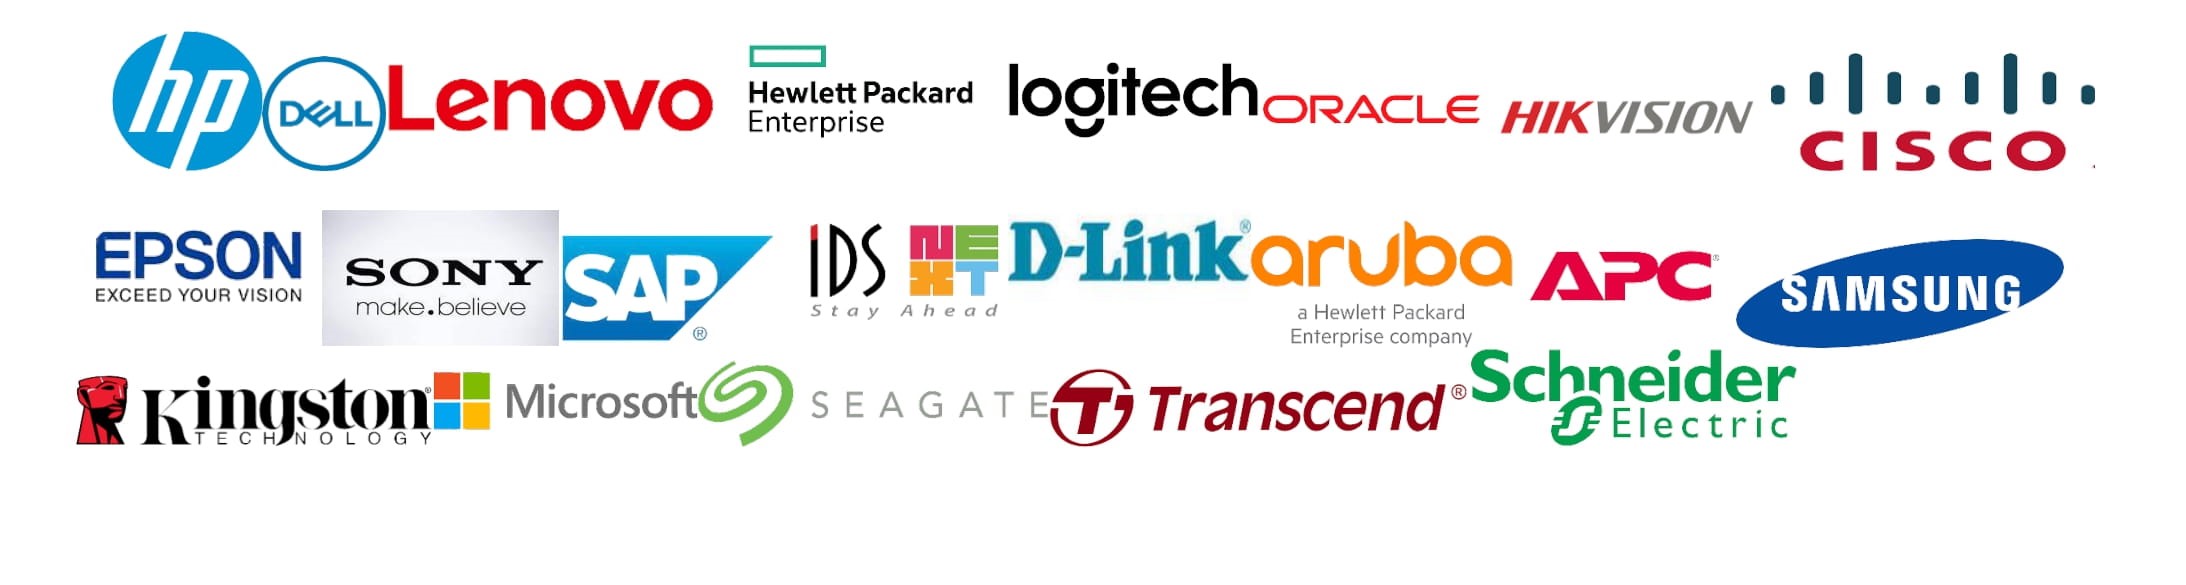 hp
DELL
Lenovo
Hewlett Packard
Enterprise
logitech
ORACLE
HIKVISION
CISCO
EPSON
EXCEED YOUR VISION
SONY
make.believe
SAP®
IDS NEXT
Stay Ahead
D-Link®
aruba
a Hewlett Packard
Enterprise company
APC®
SAMSUNG
Kingston®
TECHNOLOGY
Microsoft
SEAGATE
Transcend®
Schneider
Electric